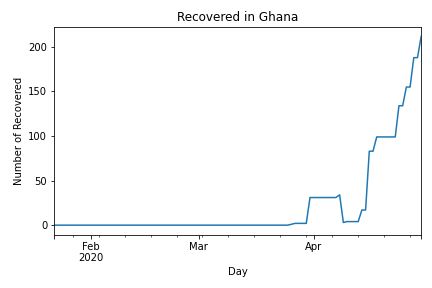 Recovered in Ghana
Number of Recovered
200
150
100
50
0
Feb
2020
Mar
Apr
Day